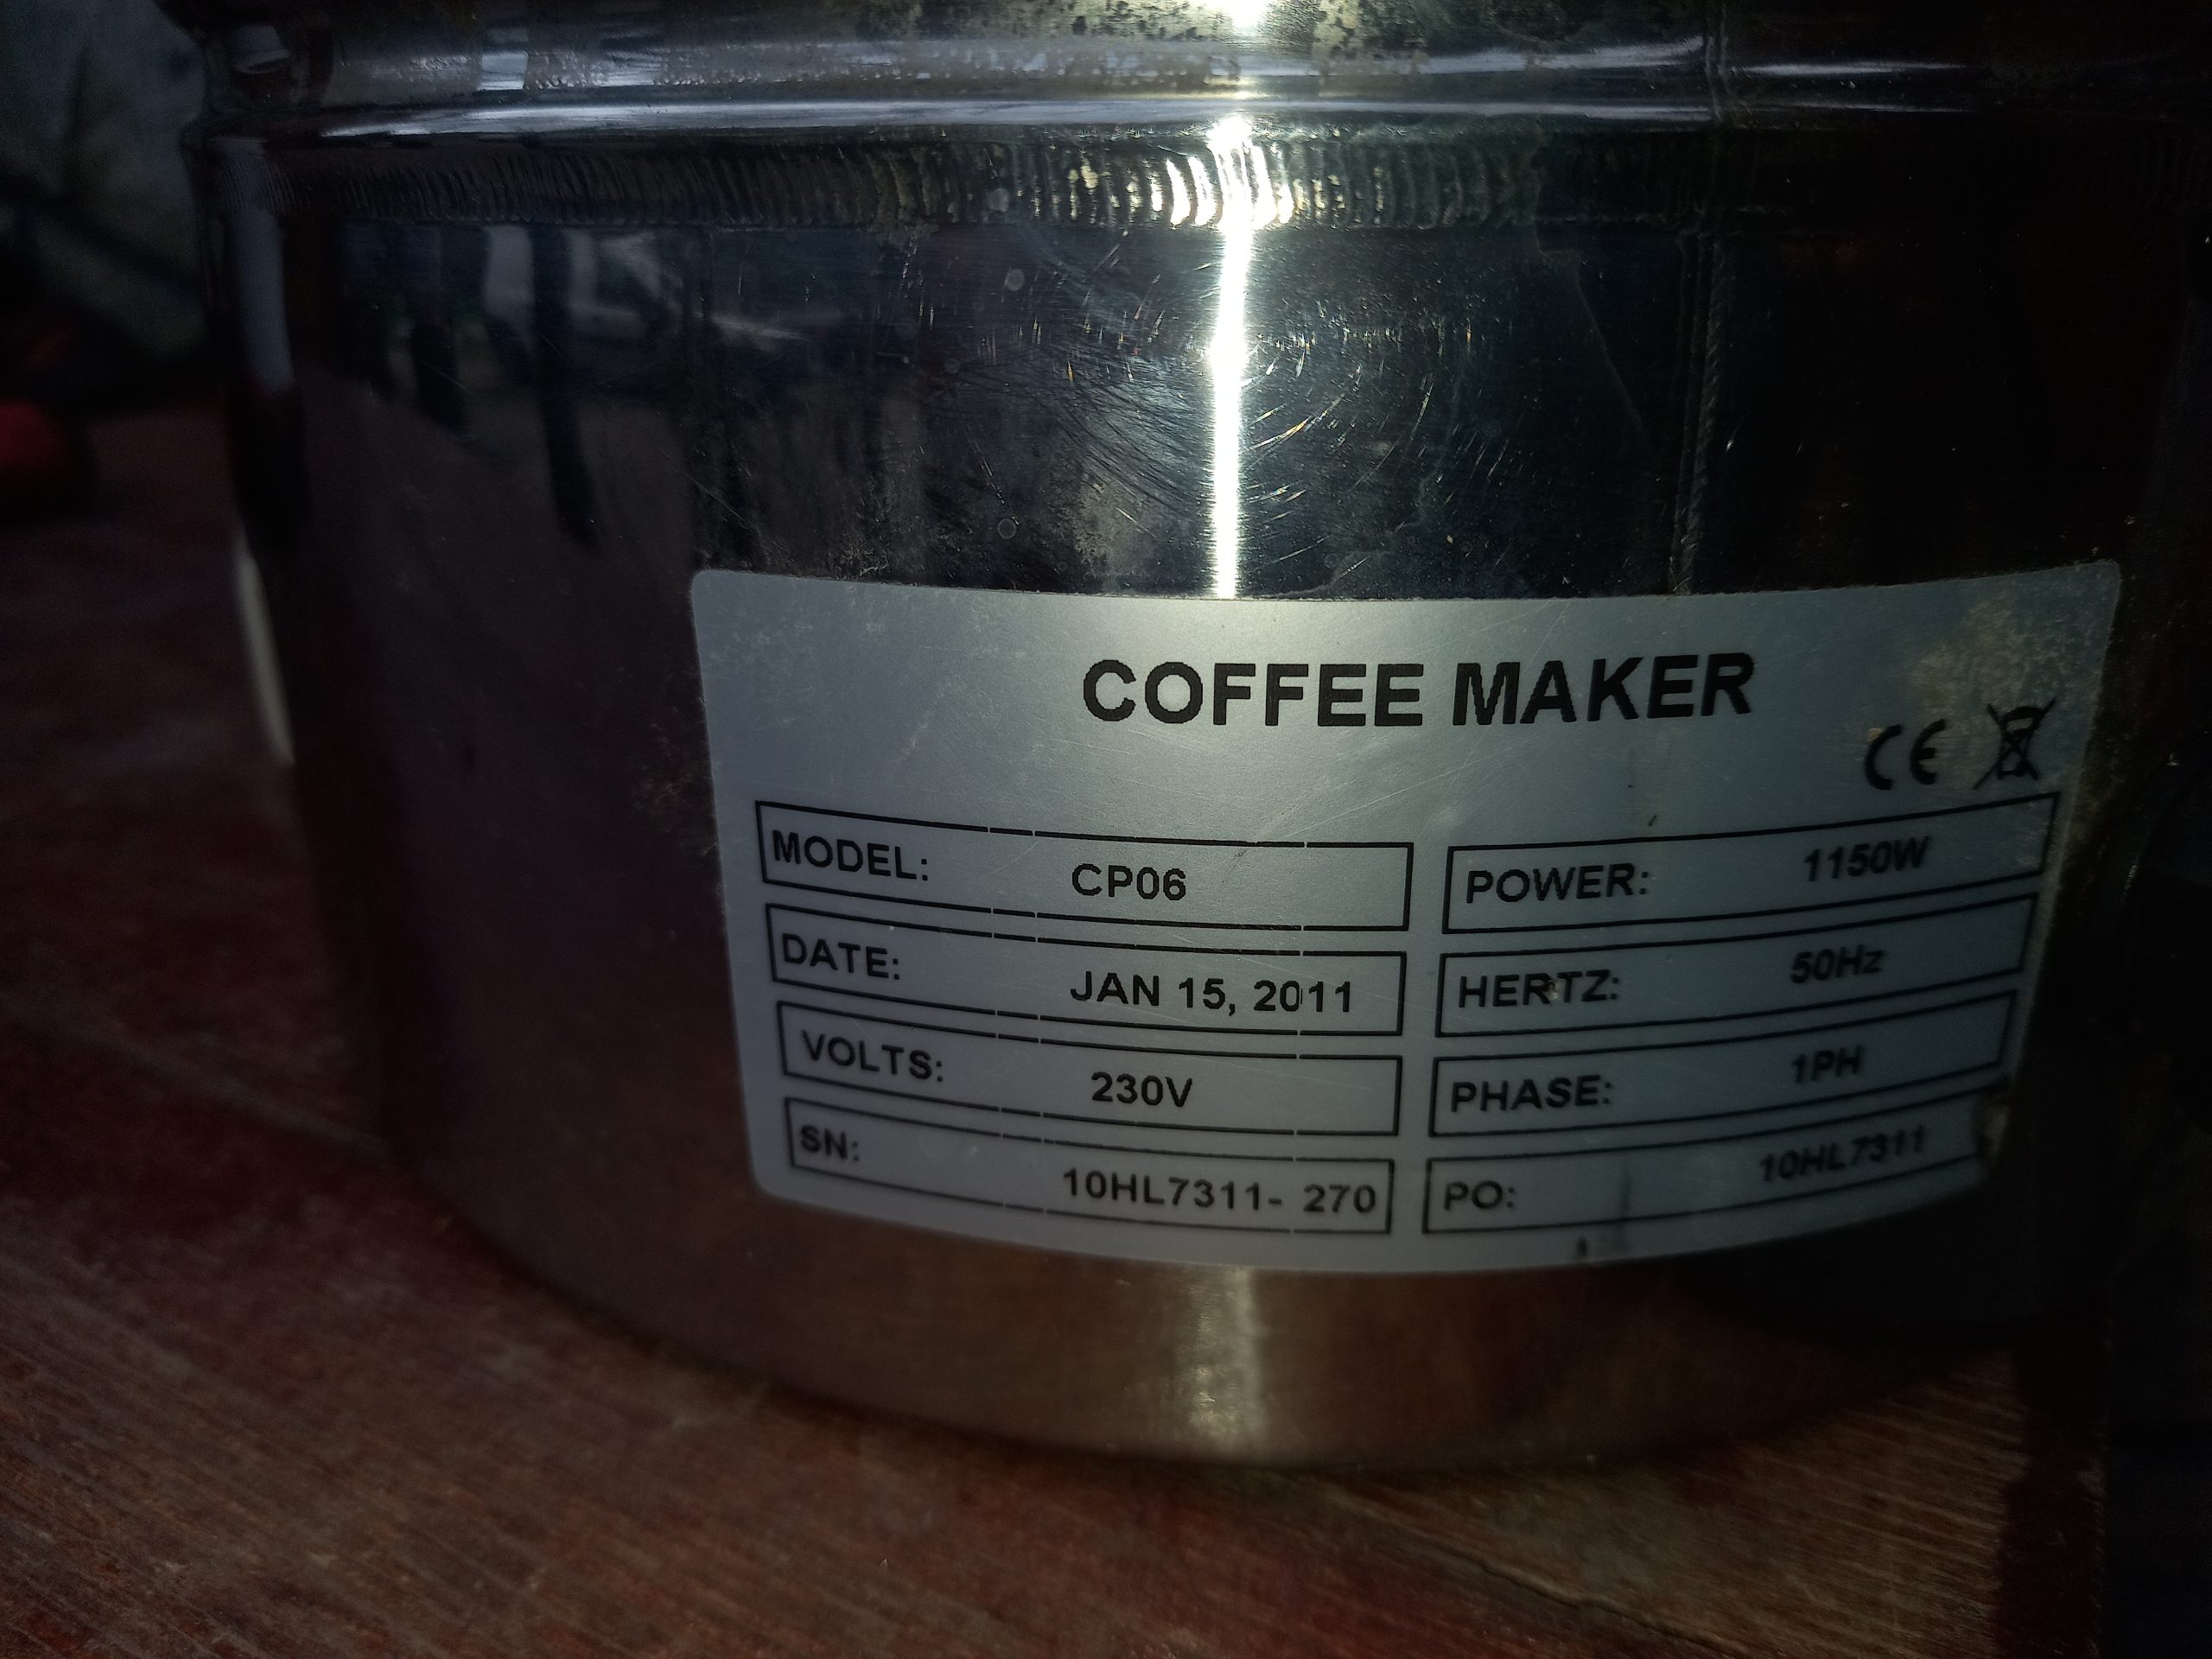 COFFEE MAKER
CE
MODEL: CP06
POWER: 1150W
DATE: JAN 15, 2011
HERTZ: 50Hz
VOLTS: 230V
PHASE: 1PH
SN: 10HL7311- 270
PO: 10HL7311